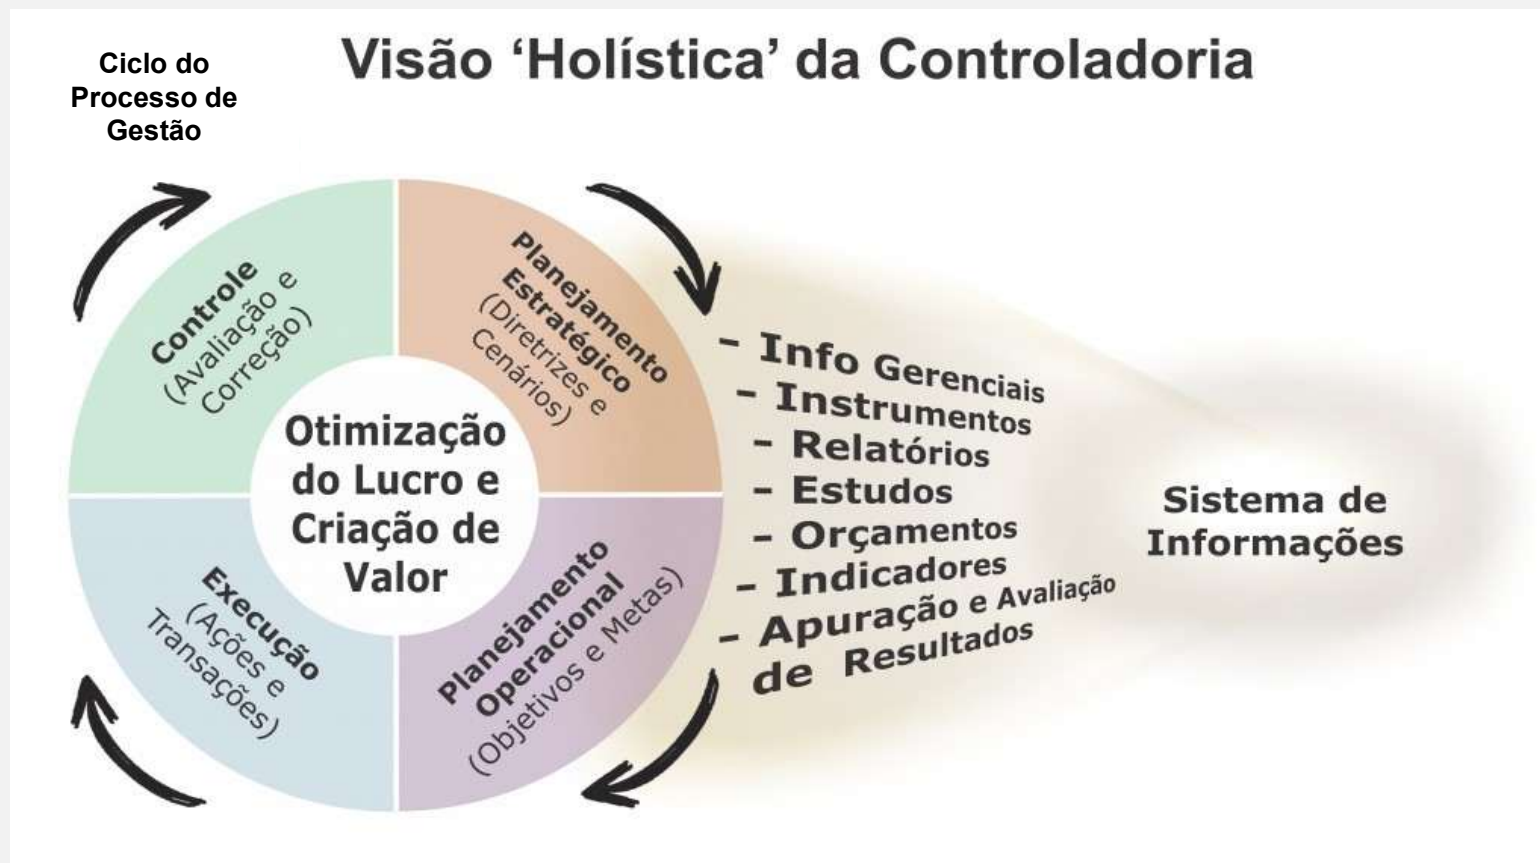 Visão ‘Holística’ da Controladoria
Ciclo do
Processo de
Gestão
Controle
(Avaliação e
Correção)
Planejamento
Estratégico
(Diretrizes e
Cenários)
Otimização
do Lucro e
Criação de
Valor
Execução
(Ações e
Transações)
Planejamento
Operacional
(Objetivos e Metas)
– Info Gerenciais
– Instrumentos
– Relatórios
– Estudos
– Orçamentos
– Indicadores
– Apuração e Avaliação
de Resultados
Sistema de
Informações